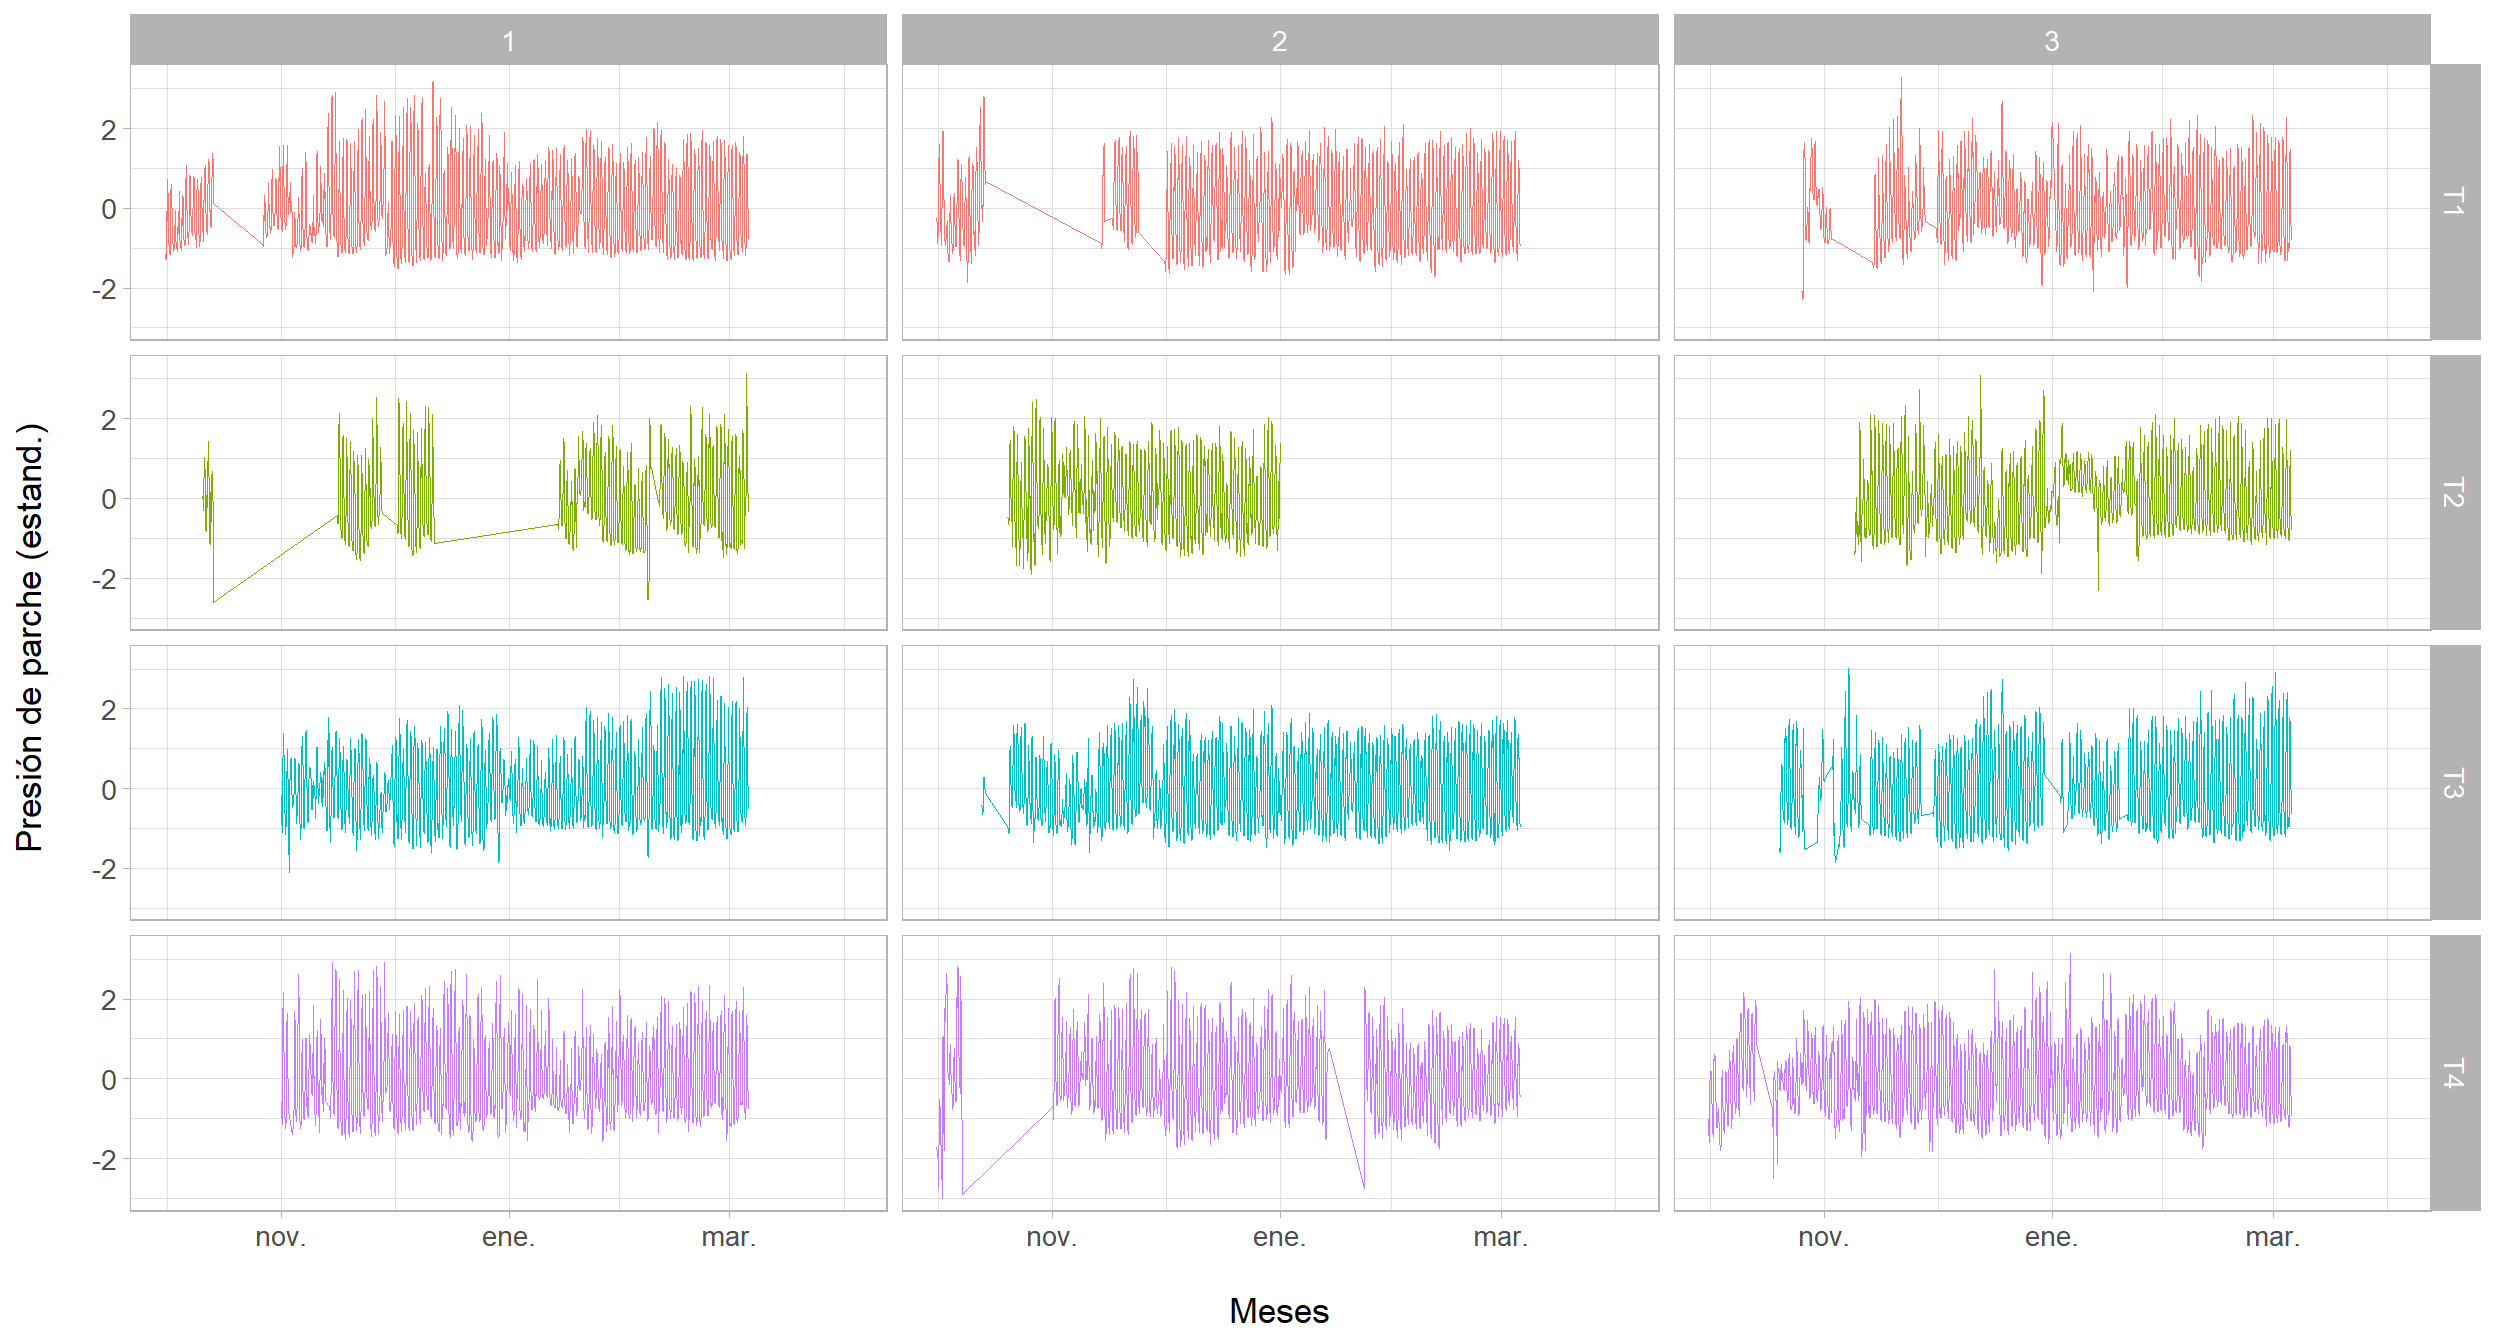 1 2 3
2
0
-2
T1
2
0
-2
T2
Presión de parche (estand.)
2
0
-2
T3
2
0
-2
T4
nov. ene. mar. nov. ene. mar. nov. ene. mar.
Meses